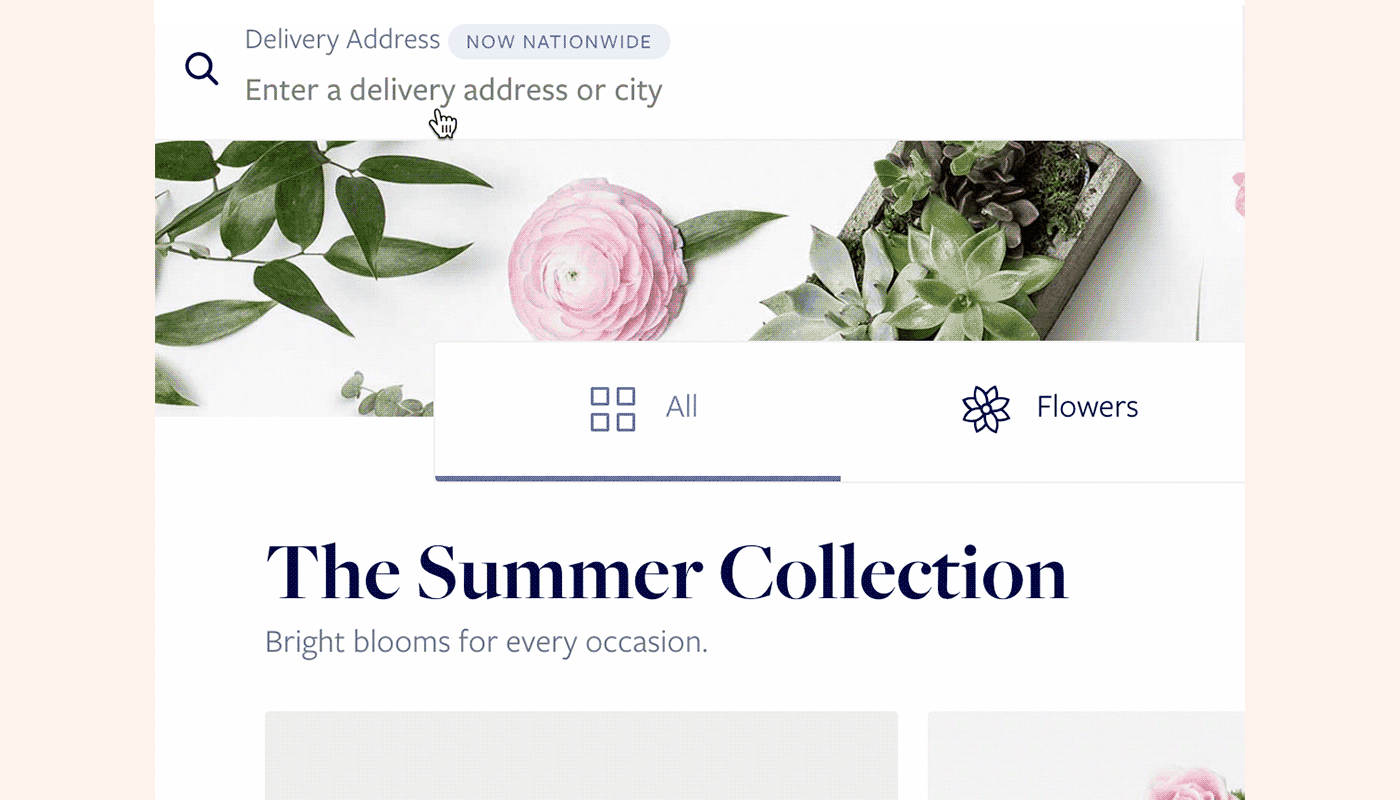 Delivery Address NOW NATIONWIDE
Enter a delivery address or city
All
Flowers
The Summer Collection
Bright blooms for every occasion.